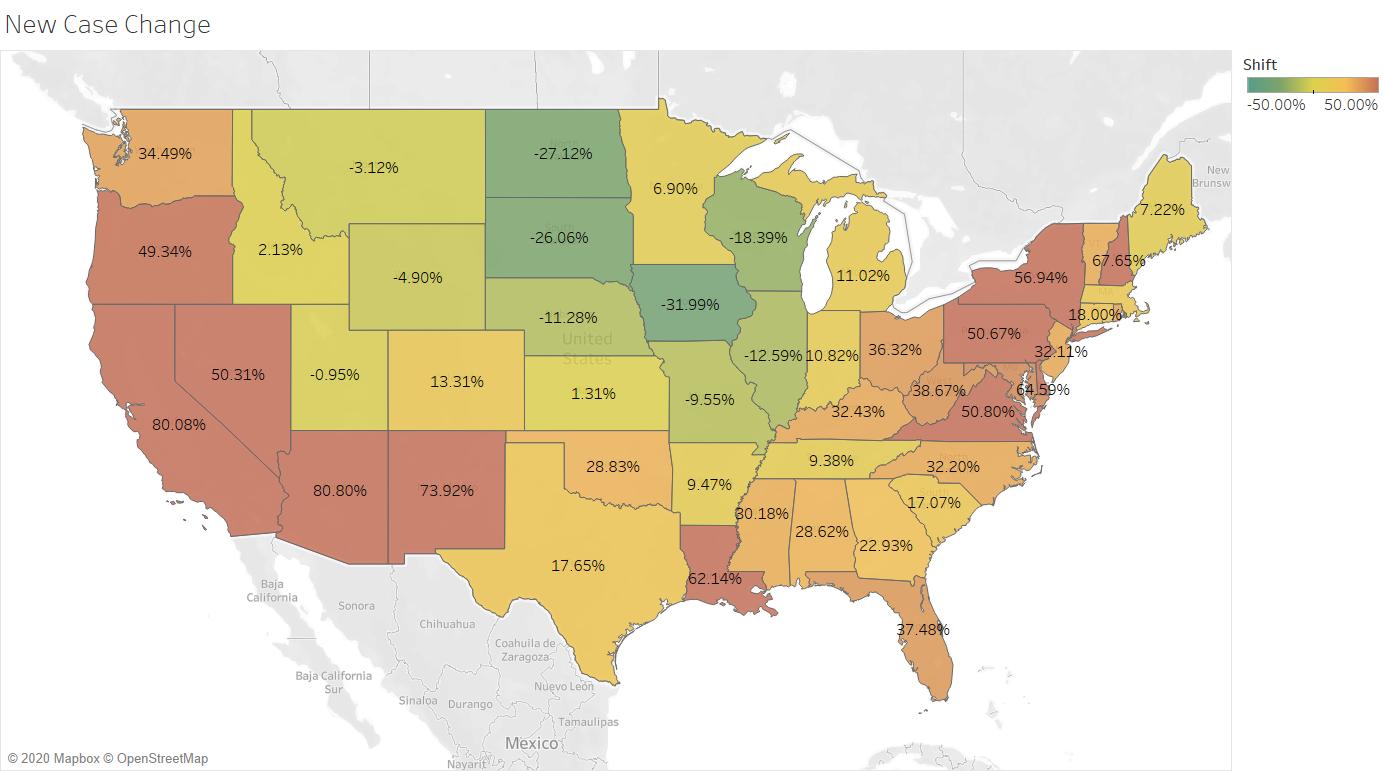 New Case Change
Shift
-50.00% 50.00%
New
Brunsw
34.49%
-3.12%
-27.12%
6.90%
7.22%
49.34%
2.13%
-26.06%
-18.39%
67.65%
-4.90%
11.02%
56.94%
-31.99%
MA
18.00%
-11.28%
United
States
50.67%
-12.59%
10.82%
36.32%
32.11%
50.31%
-0.95%
13.31%
1.31%
-9.55%
38.67%
64.59%
80.08%
32.43%
50.80%
80.80%
73.92%
28.83%
9.47%
9.38%
32.20%
30.18%
28.62%
17.07%
22.93%
17.65%
62.14%
37.48%
Baja
California
Sonora
Chihuahua
Coahuila de
Zaragoza
Baja California
Sur
Sinaloa
Durango
Nuevo León
Tamaulipas
Mexico
Nayarit
© 2020 Mapbox © OpenStreetMap